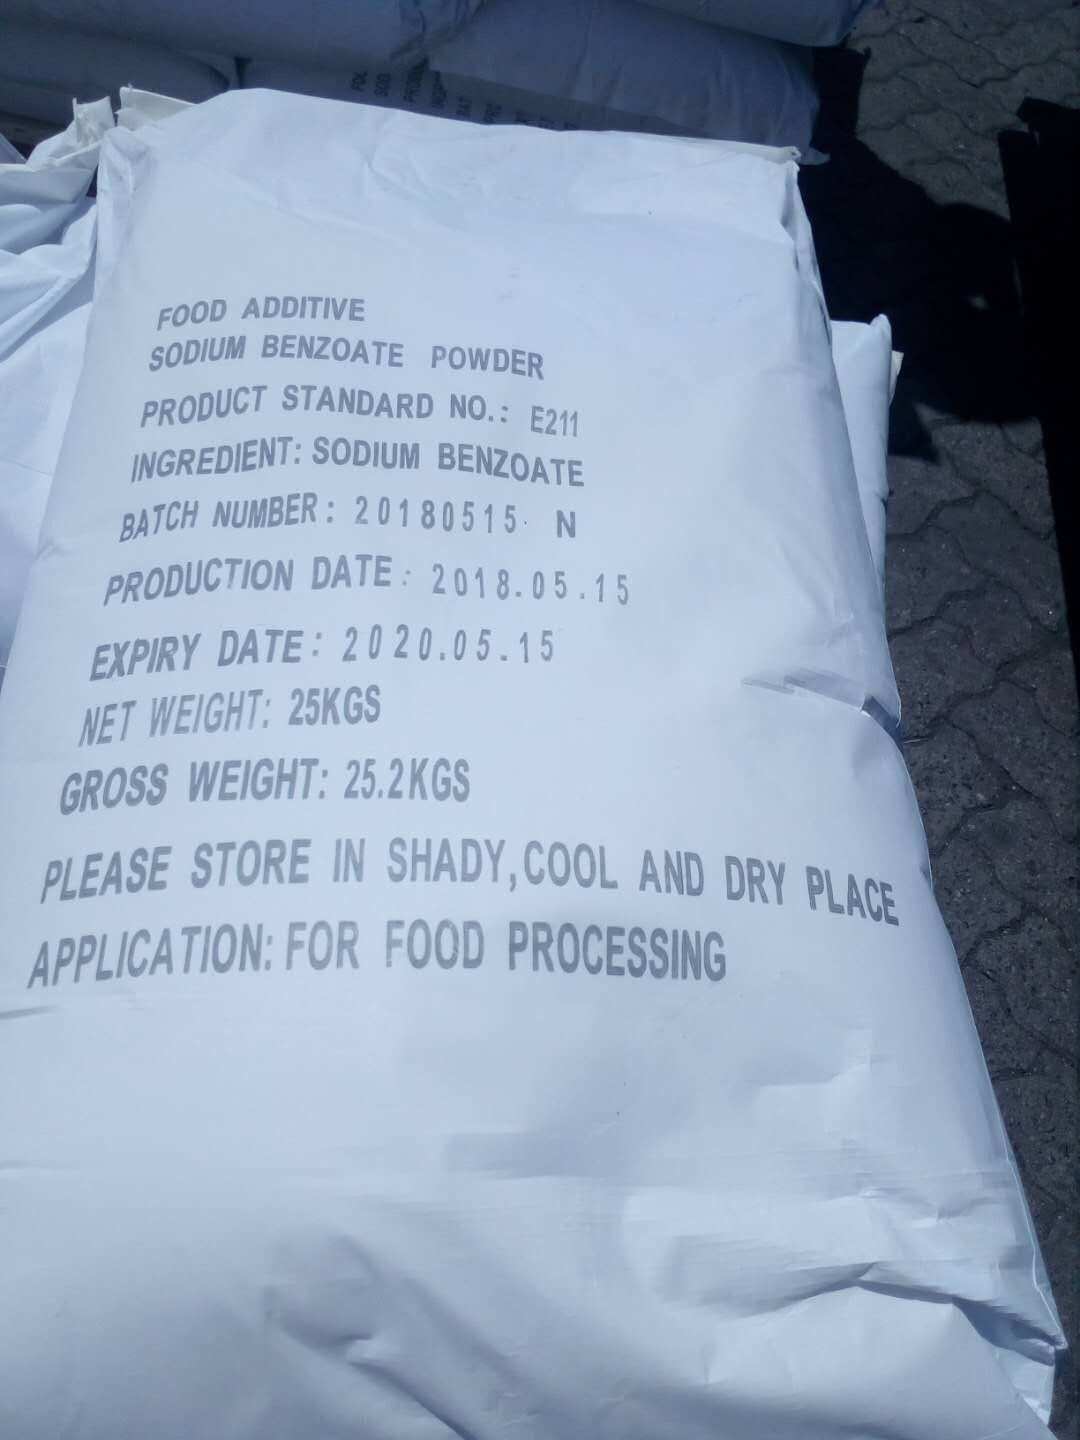 FOOD ADDITIVE
SODIUM BENZOATE POWDER
PRODUCT STANDARD NO.: E211
INGREDIENT: SODIUM BENZOATE
BATCH NUMBER: 20180515 N
PRODUCTION DATE: 2018.05.15
EXPIRY DATE: 2020.05.15
NET WEIGHT: 25KGS
GROSS WEIGHT: 25.2KGS
PLEASE STORE IN SHADY,COOL AND DRY PLACE
APPLICATION: FOR FOOD PROCESSING